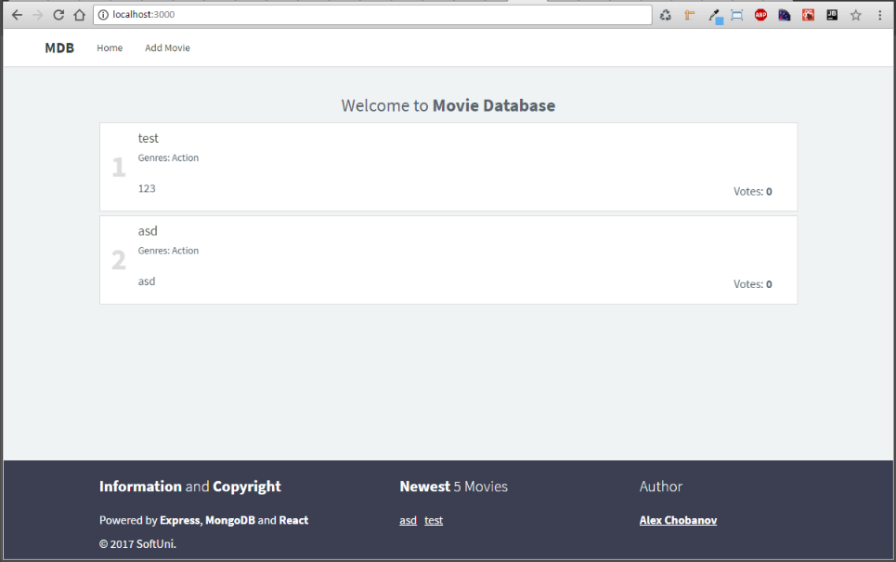 localhost:3000
ABP
JB
MDB Home Add Movie
Welcome to Movie Database
1
test
Genres: Action
123
Votes: 0
2
asd
Genres: Action
asd
Votes: 0
Information and Copyright
Powered by Express, MongoDB and React
© 2017 SoftUni.
Newest 5 Movies
asd test
Author
Alex Chobanov